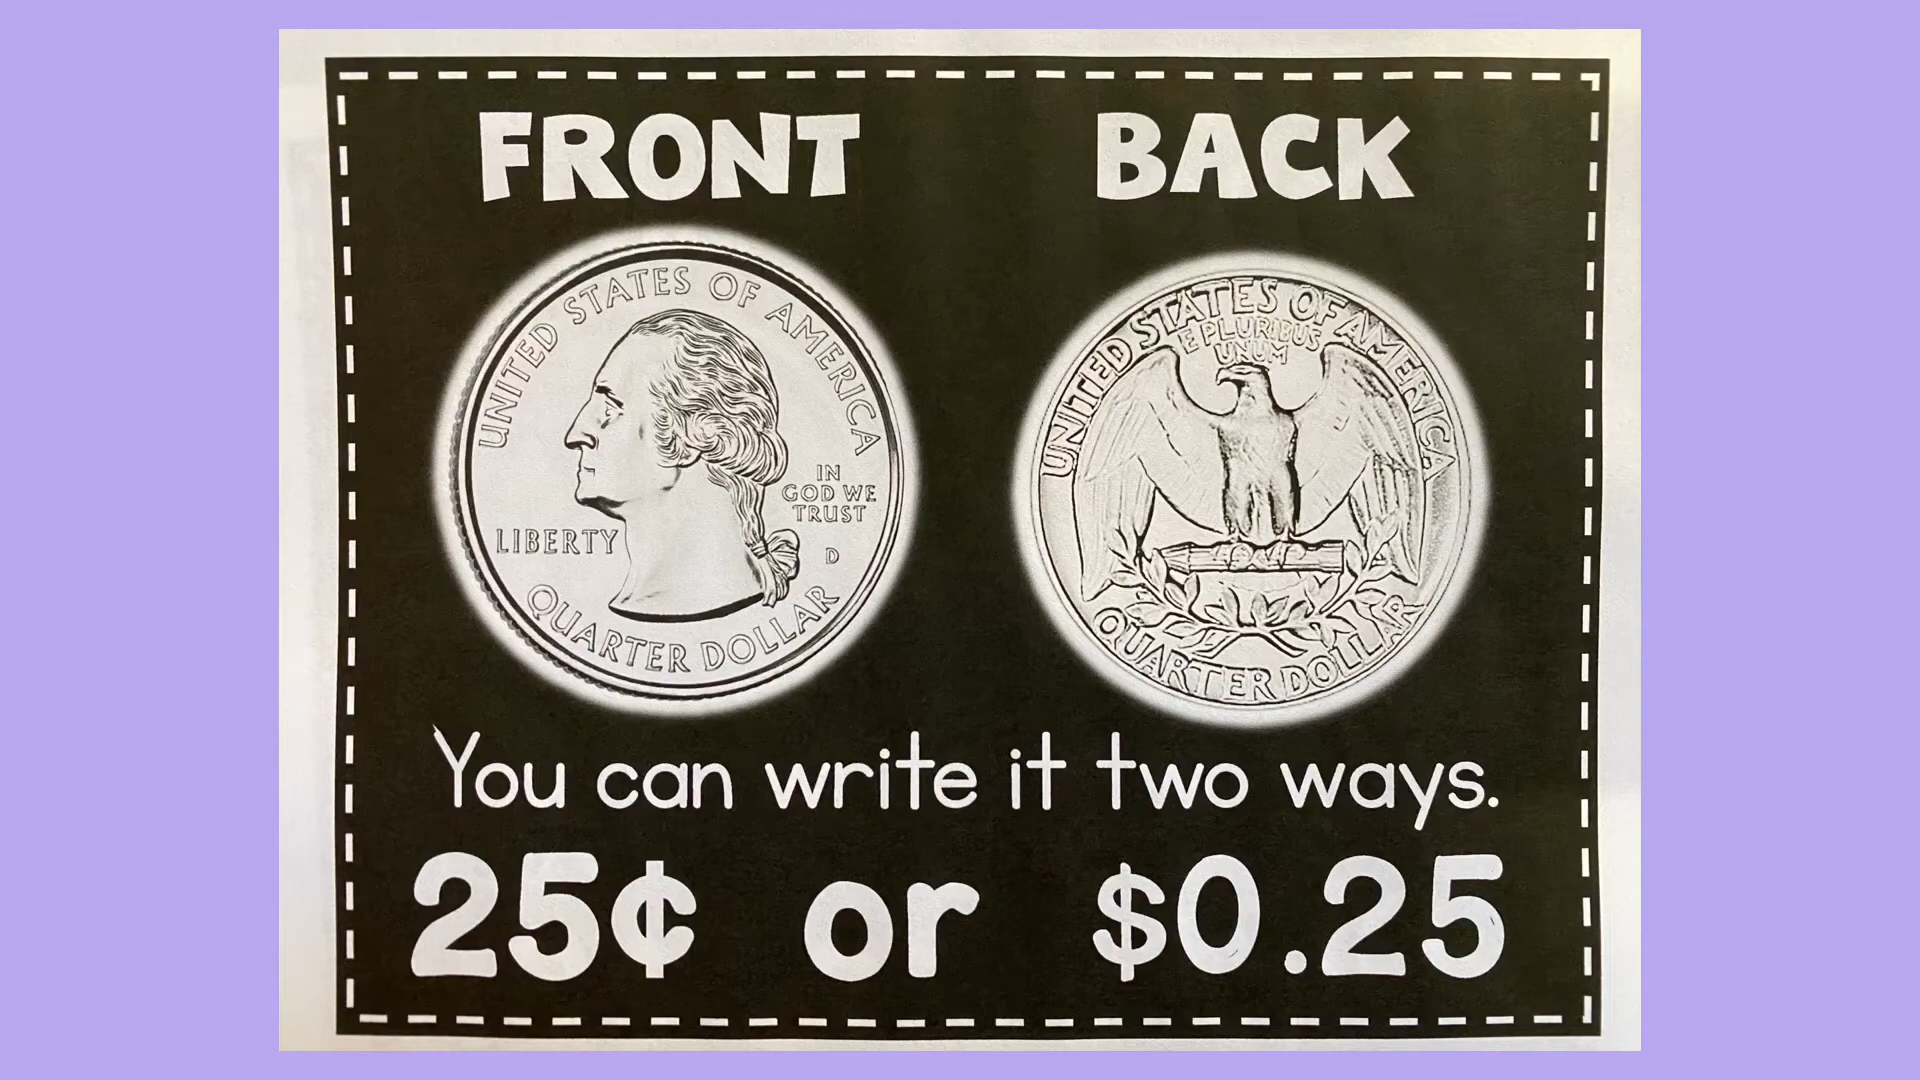 FRONT
BACK
UNITED STATES OF AMERICA
IN
GOD WE
TRUST
LIBERTY
D
QUARTER DOLLAR
UNITED STATES OF AMERICA
E PLURIBUS
UNUM
QUARTER DOLLAR
You can write it two ways.
25¢ or $0.25